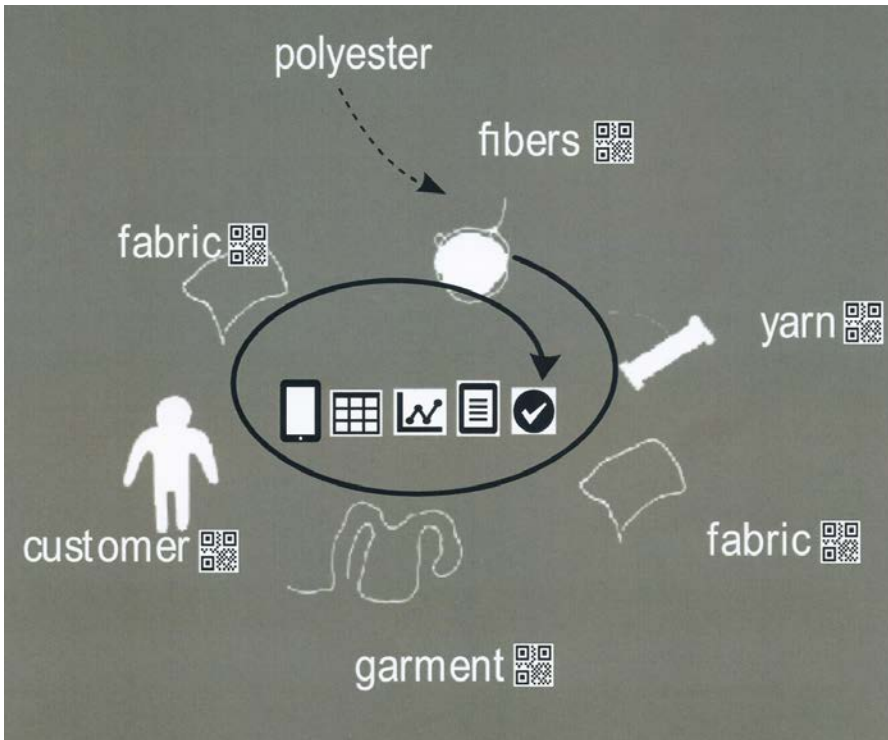 polyester
fibers
fabric
yarn
customer
fabric
garment